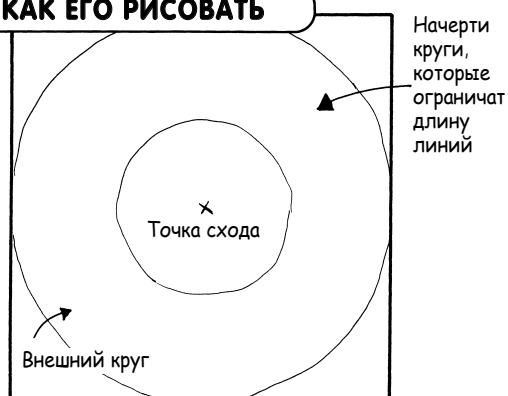 КАК ЕГО РИСОВАТЬ
Начерти
круги,
которые
ограничат
длину
линий
Точка схода
Внешний круг